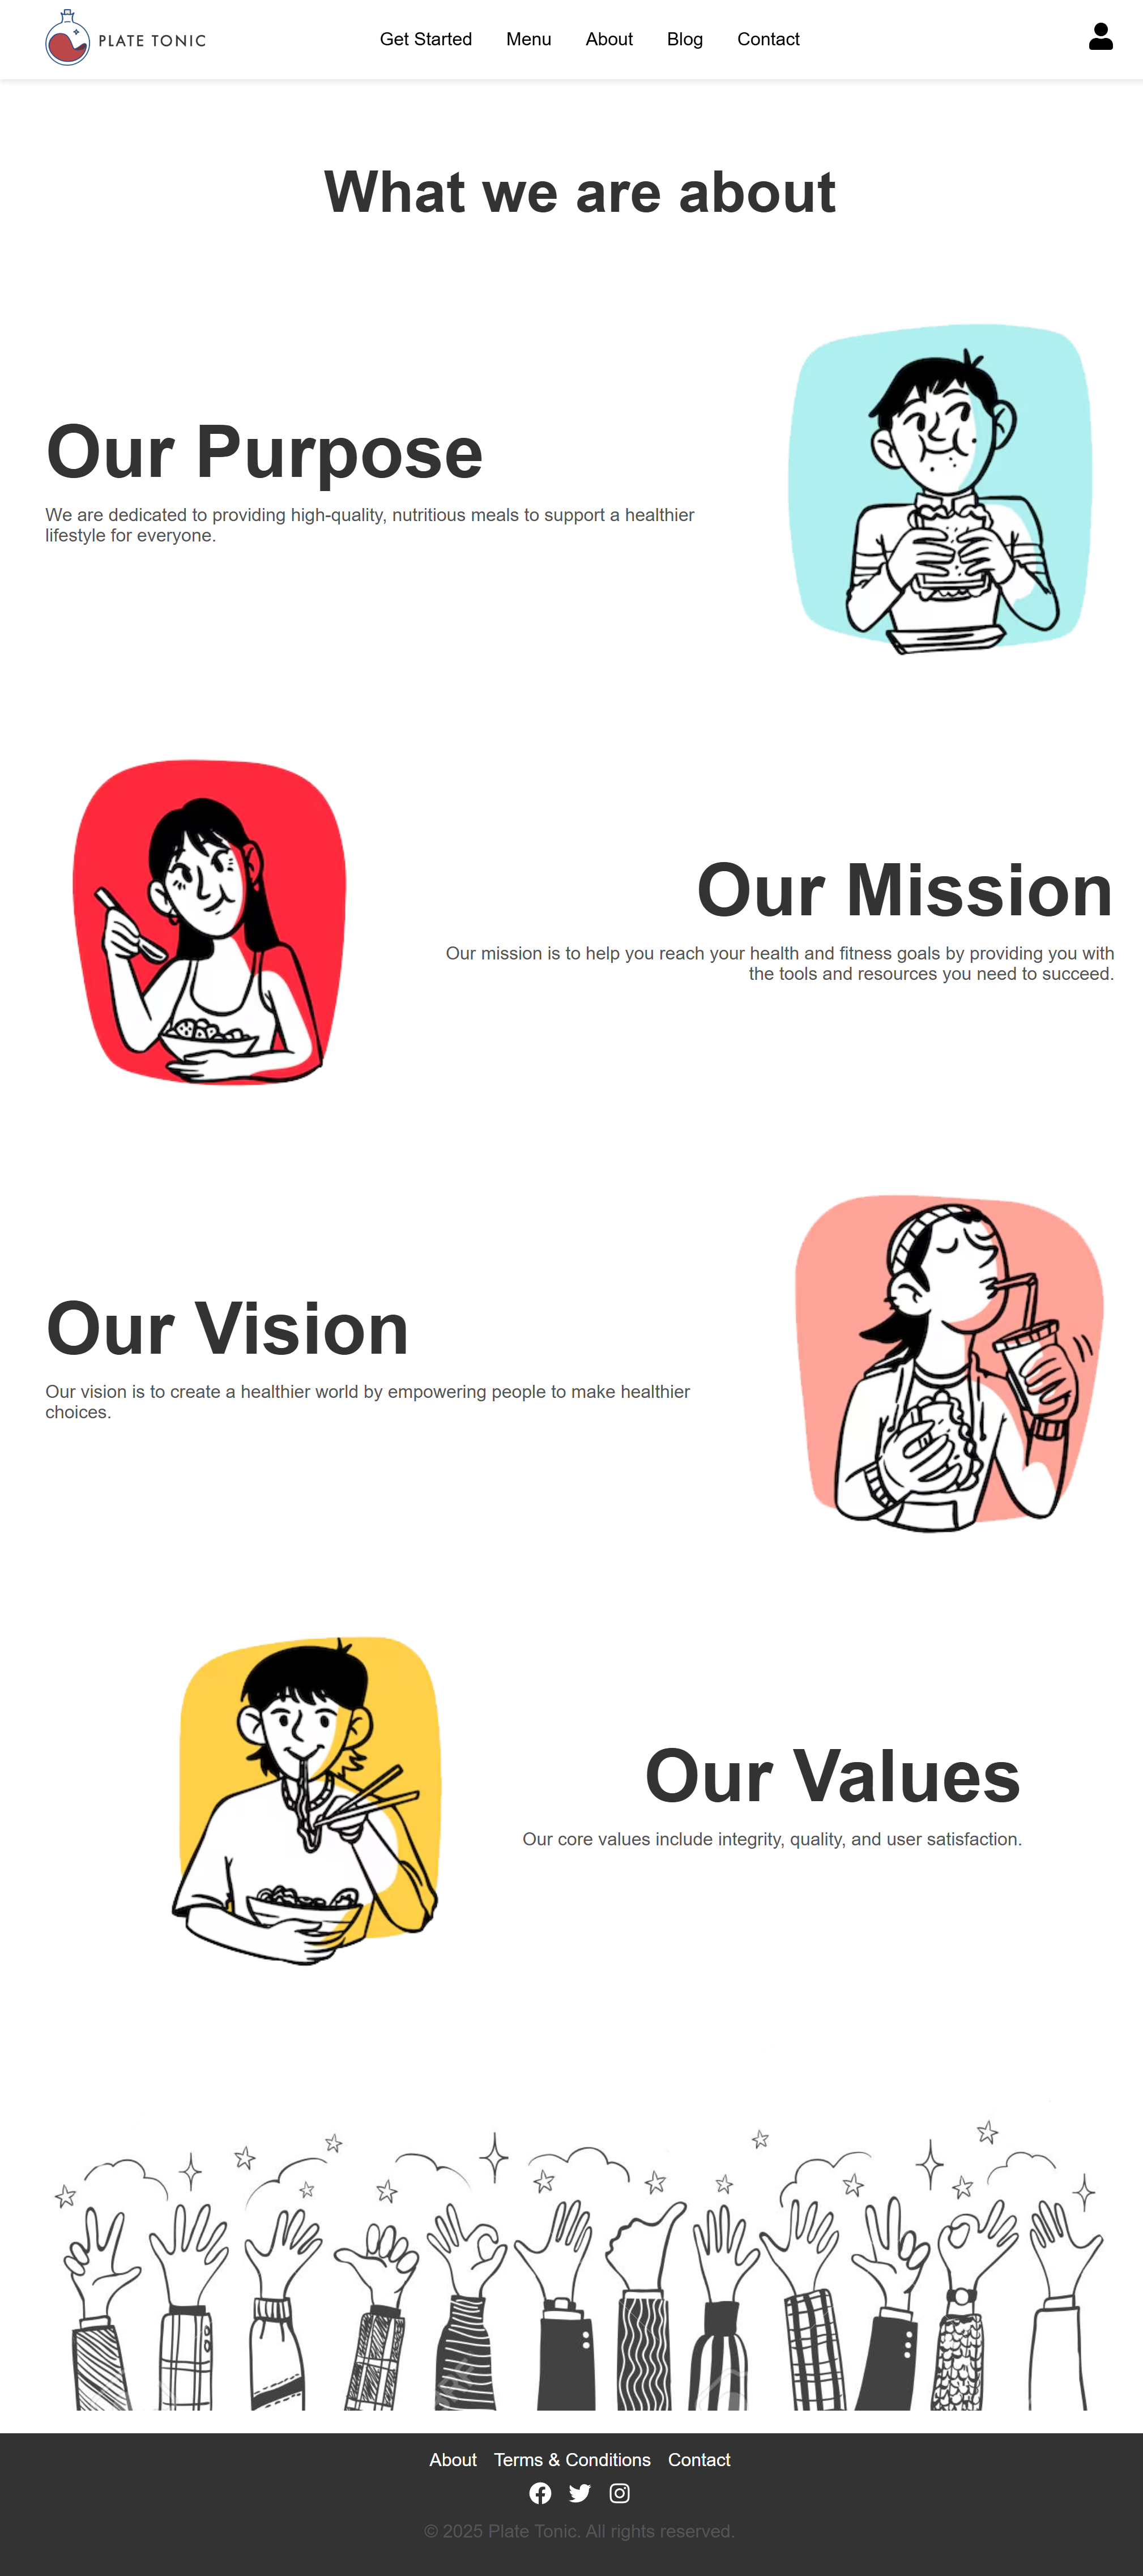 PLATE TONIC
Get Started Menu About Blog Contact
What we are about
Our Purpose
We are dedicated to providing high-quality, nutritious meals to support a healthier
lifestyle for everyone.
Our Mission
Our mission is to help you reach your health and fitness goals by providing you with
the tools and resources you need to succeed.
Our Vision
Our vision is to create a healthier world by empowering people to make healthier
choices.
Our Values
Our core values include integrity, quality, and user satisfaction.
About Terms & Conditions Contact
© 2025 Plate Tonic. All rights reserved.